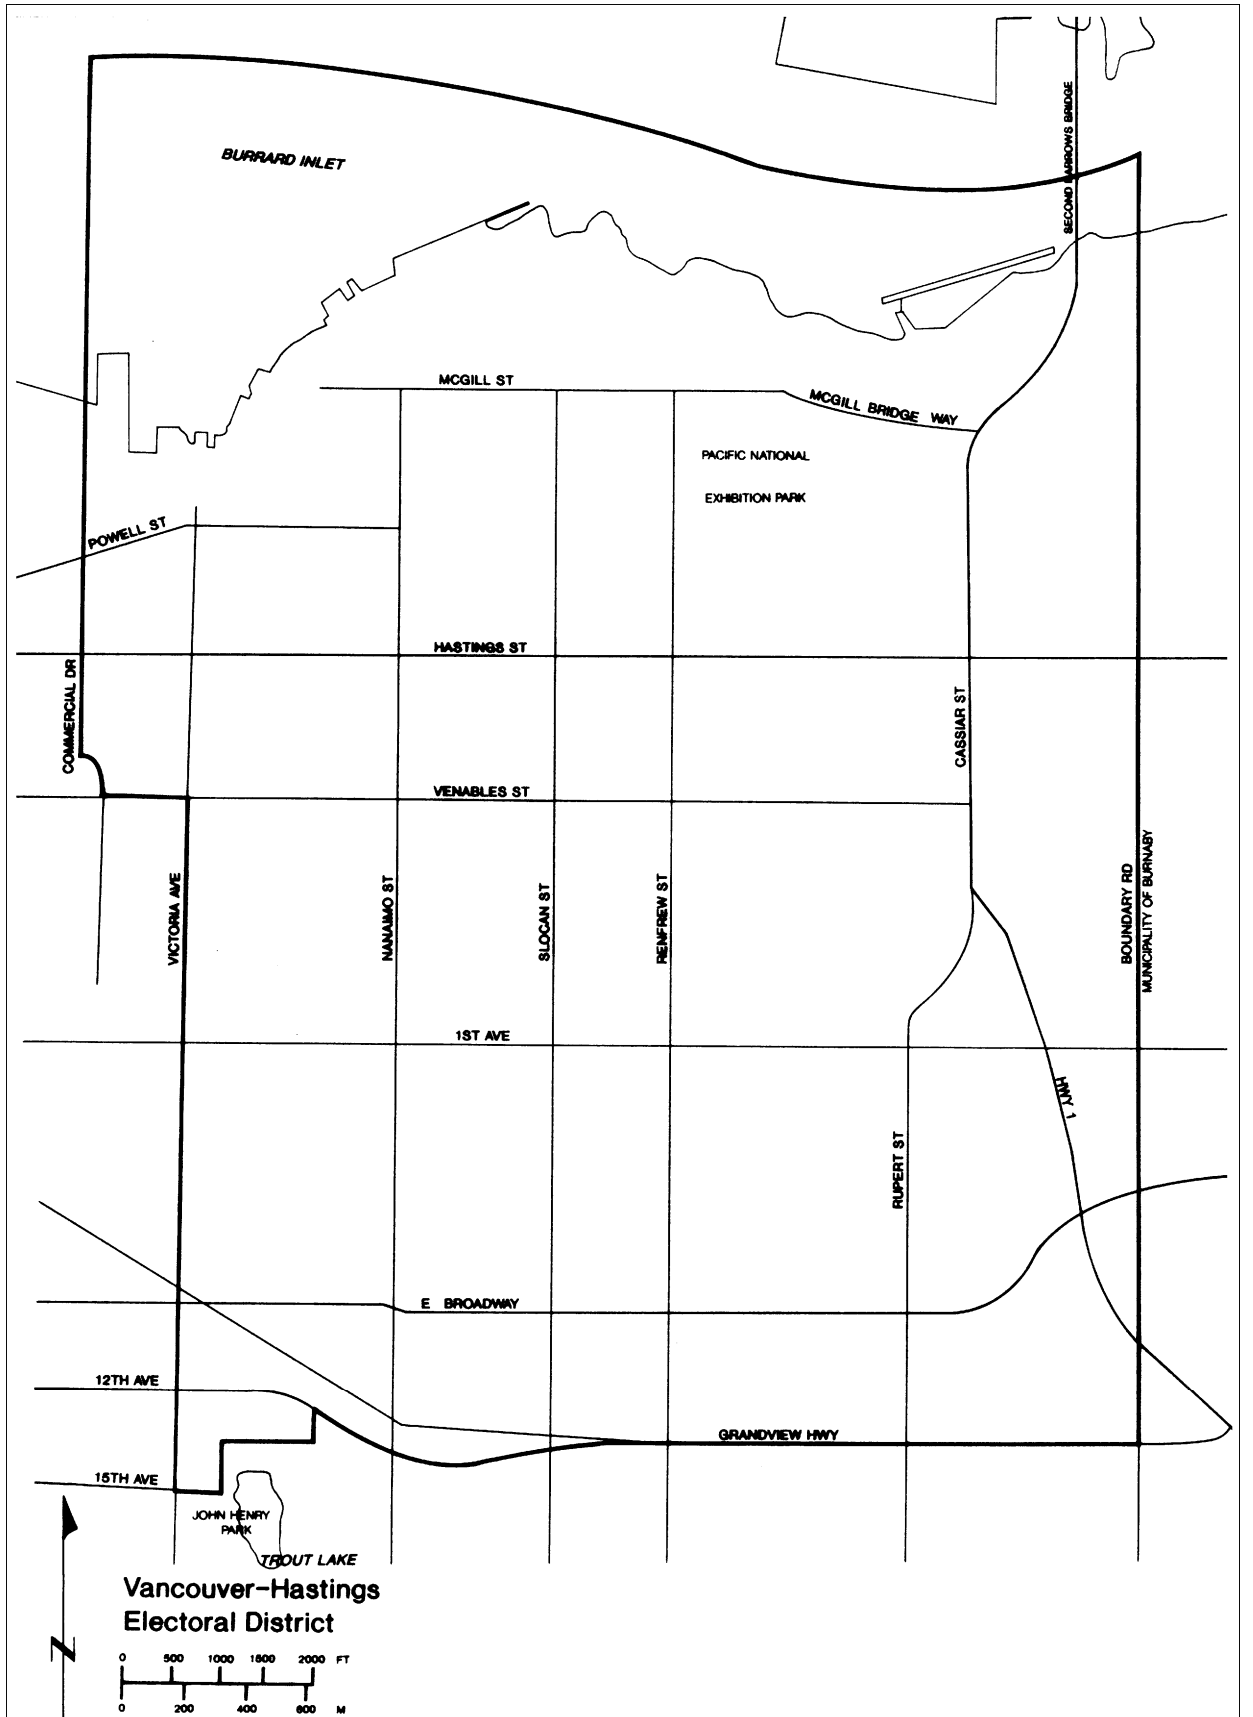 SECOND NARROWS BRIDGE
BURRARD INLET
MCGILL ST
MCGILL BRIDGE WAY
PACIFIC NATIONAL
EXHIBITION PARK
POWELL ST
HASTINGS ST
COMMERCIAL DR
CASSIAR ST
VENABLES ST
VICTORIA AVE
NANAIMO ST
SLOCAN ST
RENFREW ST
BOUNDARY RD
MUNICIPALITY OF BURNABY
1ST AVE
HWY 1
RUPERT ST
E BROADWAY
12TH AVE
GRANDVIEW HWY
15TH AVE
JOHN HENRY
PARK
TROUT LAKE
N
Vancouver-Hastings
Electoral District
0 500 1000 1500 2000 FT
0 200 400 600 M